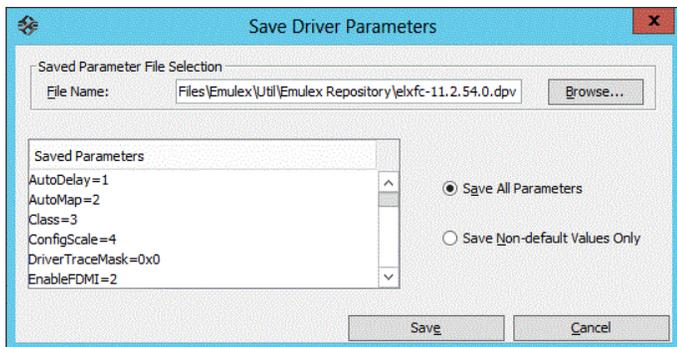 Save Driver Parameters
x
Saved Parameter File Selection
File Name: Files\Emulex\Util\Emulex Repository\elxfc-11.2.54.0.dpv Browse...
Saved Parameters
AutoDelay=1
AutoMap=2
Class=3
ConfigScale=4
DriverTraceMask=0x0
EnableFDMI=2
Save All Parameters
Save Non-default Values Only
Save Cancel